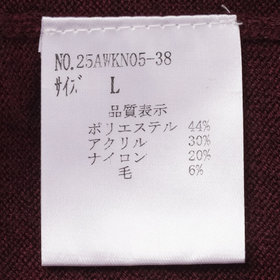 NO.25AWKN05-38
ｻｲｽﾞ L
品質表示
ポリエステル 44%
アクリル 30%
ナイロン 20%
毛 6%